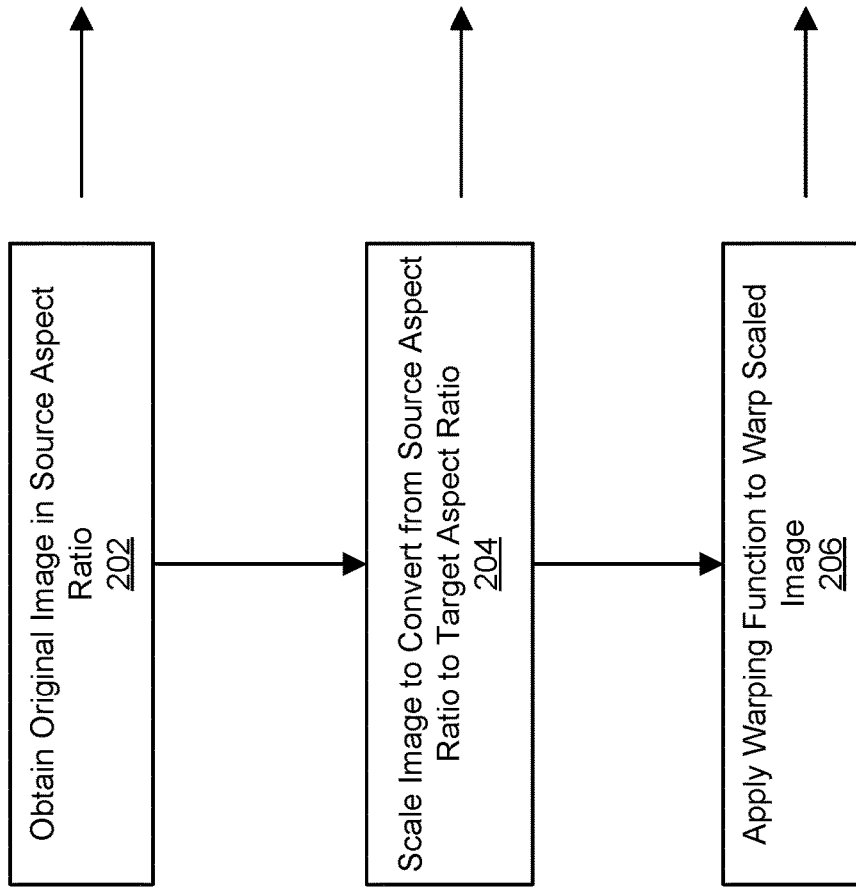 Obtain Original Image in Source Aspect
Ratio
202
Scale Image to Convert from Source Aspect
Ratio to Target Aspect Ratio
204
Apply Warping Function to Warp Scaled
Image
206